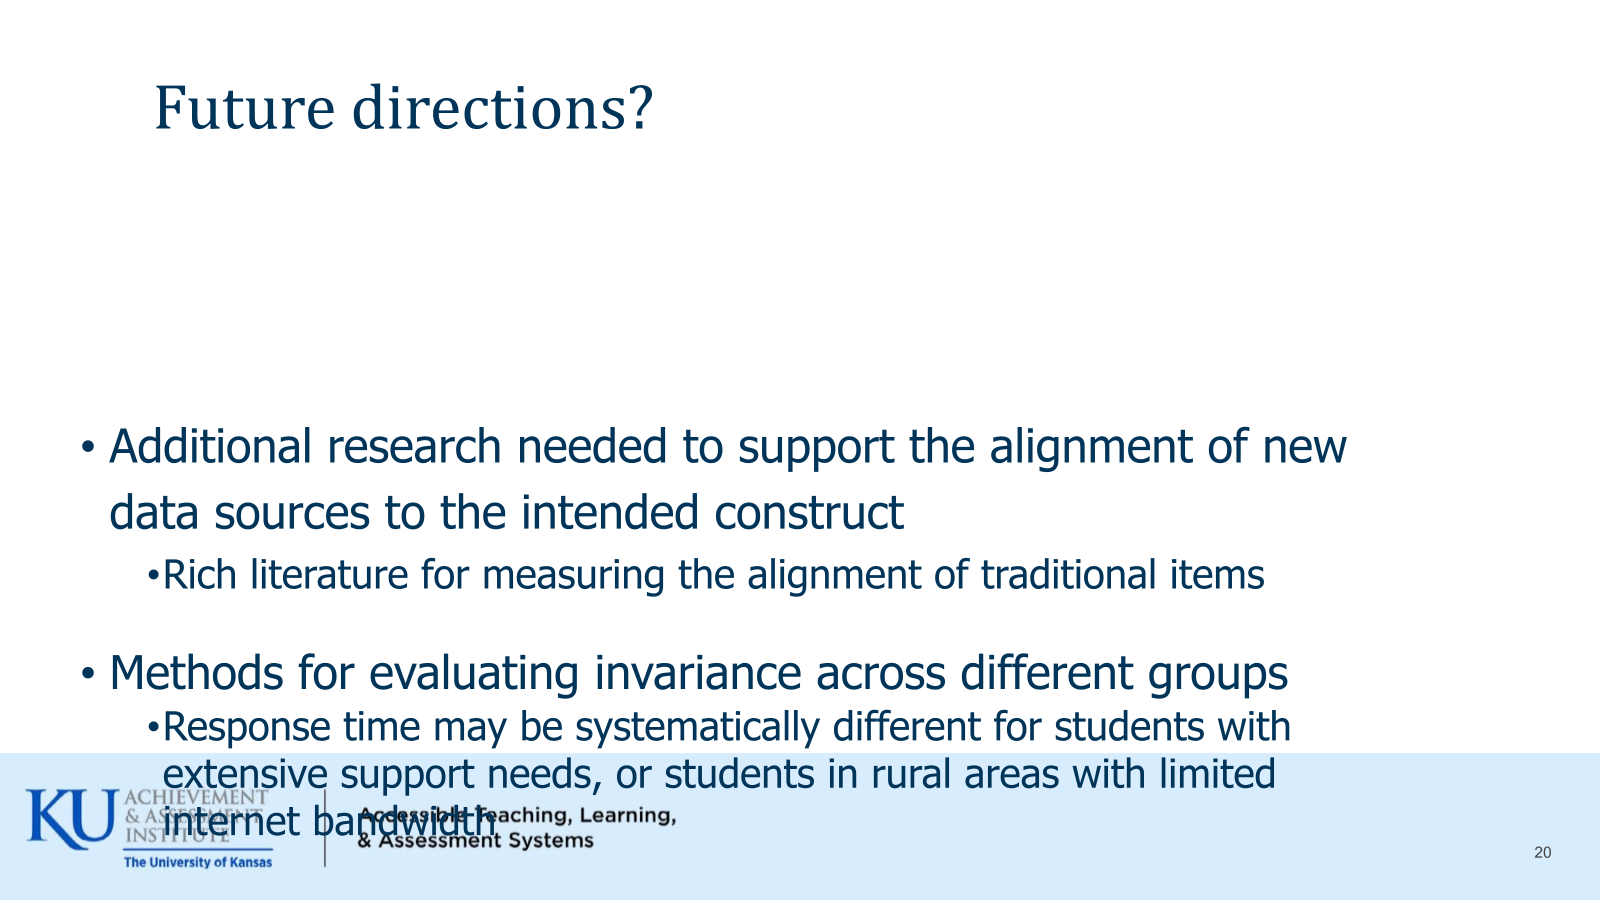 Future directions?
• Additional research needed to support the alignment of new
data sources to the intended construct
•Rich literature for measuring the alignment of traditional items
• Methods for evaluating invariance across different groups
•Response time may be systematically different for students with
extensive support needs, or students in rural areas with limited
internet bandwidth
KU
ACHIEVEMENT
& ASSESSMENT
INSTITUTE
The University of Kansas
Accessible Teaching, Learning,
& Assessment Systems
20